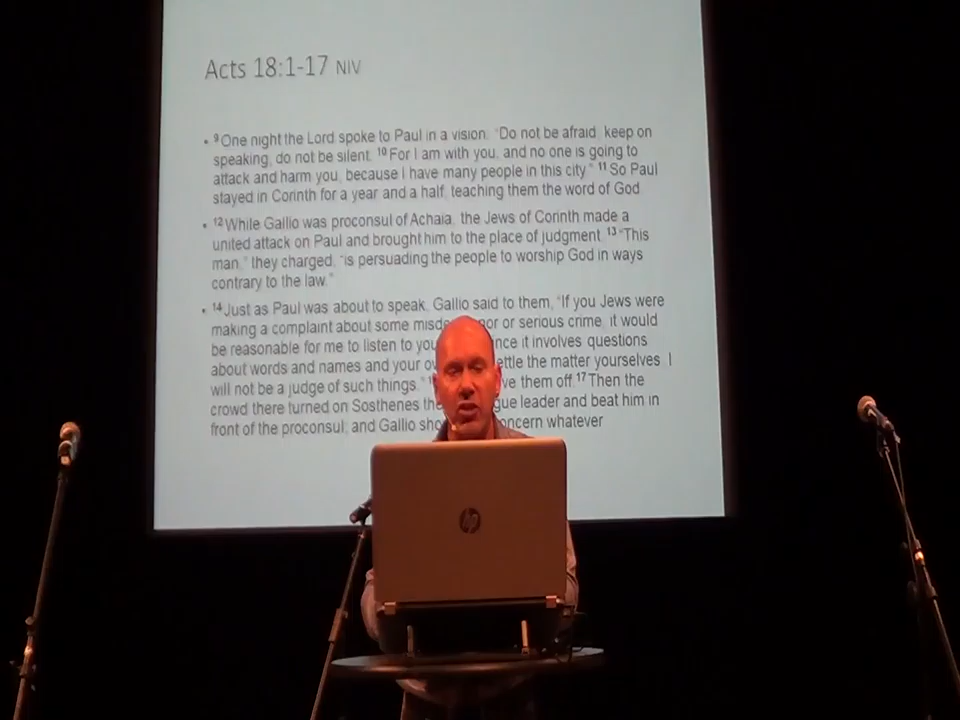 Acts 18:1-17 NIV
• 9 One night the Lord spoke to Paul in a vision: "Do not be afraid, keep on
speaking, do not be silent. 10 For I am with you, and no one is going to
attack and harm you, because I have many people in this city." 11 So Paul
stayed in Corinth for a year and a half, teaching them the word of God
• 12 While Gallio was proconsul of Achaia, the Jews of Corinth made a
united attack on Paul and brought him to the place of judgment. 13 "This
man," they charged, "is persuading the people to worship God in ways
contrary to the law."
• 14 Just as Paul was about to speak, Gallio said to them, "If you Jews were
making a complaint about some misde or or serious crime, it would
be reasonable for me to listen to you nce it involves questions
about words and names and your ettle the matter yourselves. I
will not be a judge of such things." ve them off. 17 Then the
crowd there turned on Sosthenes the gue leader and beat him in
front of the proconsul; and Gallio sho oncern whatever
hp